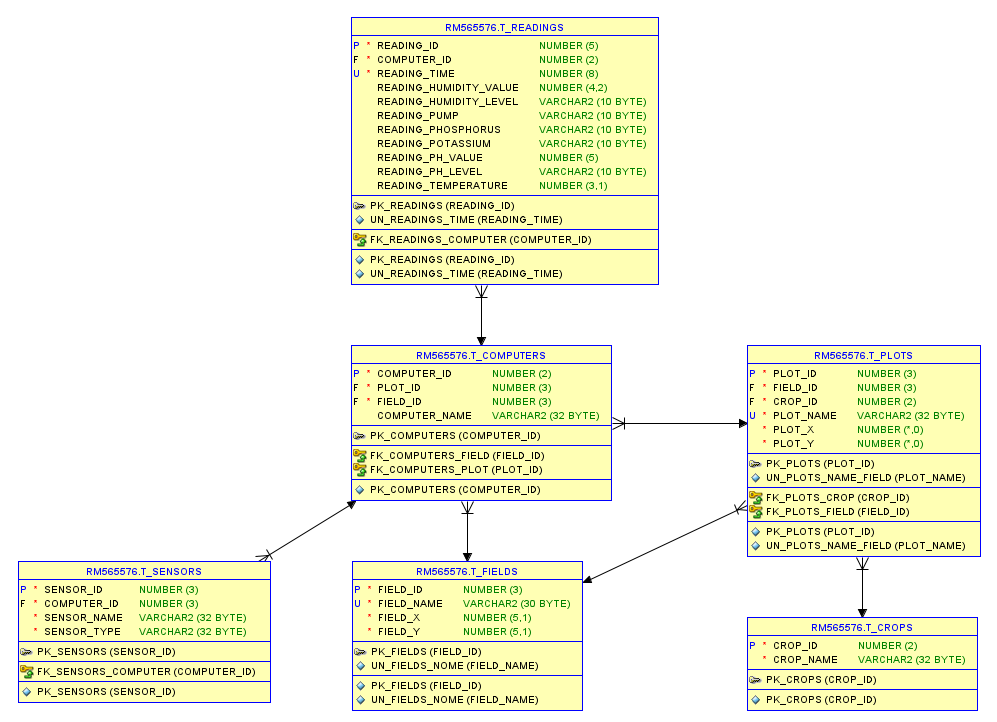 RM565576.T_READINGS
P * READING_ID NUMBER (5)
F * COMPUTER_ID NUMBER (2)
U * READING_TIME NUMBER (8)
READING_HUMIDITY_VALUE NUMBER (4,2)
READING_HUMIDITY_LEVEL VARCHAR2 (10 BYTE)
READING_PUMP VARCHAR2 (10 BYTE)
READING_PHOSPHORUS VARCHAR2 (10 BYTE)
READING_POTASSIUM VARCHAR2 (10 BYTE)
READING_PH_VALUE NUMBER (5)
READING_PH_LEVEL VARCHAR2 (10 BYTE)
READING_TEMPERATURE NUMBER (3,1)
PK_READINGS (READING_ID)
UN_READINGS_TIME (READING_TIME)
FK_READINGS_COMPUTER (COMPUTER_ID)
PK_READINGS (READING_ID)
UN_READINGS_TIME (READING_TIME)
RM565576.T_COMPUTERS
P * COMPUTER_ID NUMBER (2)
F * PLOT_ID NUMBER (3)
F * FIELD_ID NUMBER (3)
COMPUTER_NAME VARCHAR2 (32 BYTE)
PK_COMPUTERS (COMPUTER_ID)
FK_COMPUTERS_FIELD (FIELD_ID)
FK_COMPUTERS_PLOT (PLOT_ID)
PK_COMPUTERS (COMPUTER_ID)
RM565576.T_PLOTS
P * PLOT_ID NUMBER (3)
F * FIELD_ID NUMBER (3)
F * CROP_ID NUMBER (2)
U * PLOT_NAME VARCHAR2 (32 BYTE)
* PLOT_X NUMBER (*,0)
* PLOT_Y NUMBER (*,0)
PK_PLOTS (PLOT_ID)
UN_PLOTS_NAME_FIELD (PLOT_NAME)
FK_PLOTS_CROP (CROP_ID)
FK_PLOTS_FIELD (FIELD_ID)
PK_PLOTS (PLOT_ID)
UN_PLOTS_NAME_FIELD (PLOT_NAME)
RM565576.T_SENSORS
P * SENSOR_ID NUMBER (3)
F * COMPUTER_ID NUMBER (3)
* SENSOR_NAME VARCHAR2 (32 BYTE)
* SENSOR_TYPE VARCHAR2 (32 BYTE)
PK_SENSORS (SENSOR_ID)
FK_SENSORS_COMPUTER (COMPUTER_ID)
PK_SENSORS (SENSOR_ID)
RM565576.T_FIELDS
P * FIELD_ID NUMBER (3)
U * FIELD_NAME VARCHAR2 (30 BYTE)
* FIELD_X NUMBER (5,1)
* FIELD_Y NUMBER (5,1)
PK_FIELDS (FIELD_ID)
UN_FIELDS_NOME (FIELD_NAME)
PK_FIELDS (FIELD_ID)
UN_FIELDS_NOME (FIELD_NAME)
RM565576.T_CROPS
P * CROP_ID NUMBER (2)
* CROP_NAME VARCHAR2 (32 BYTE)
PK_CROPS (CROP_ID)
PK_CROPS (CROP_ID)